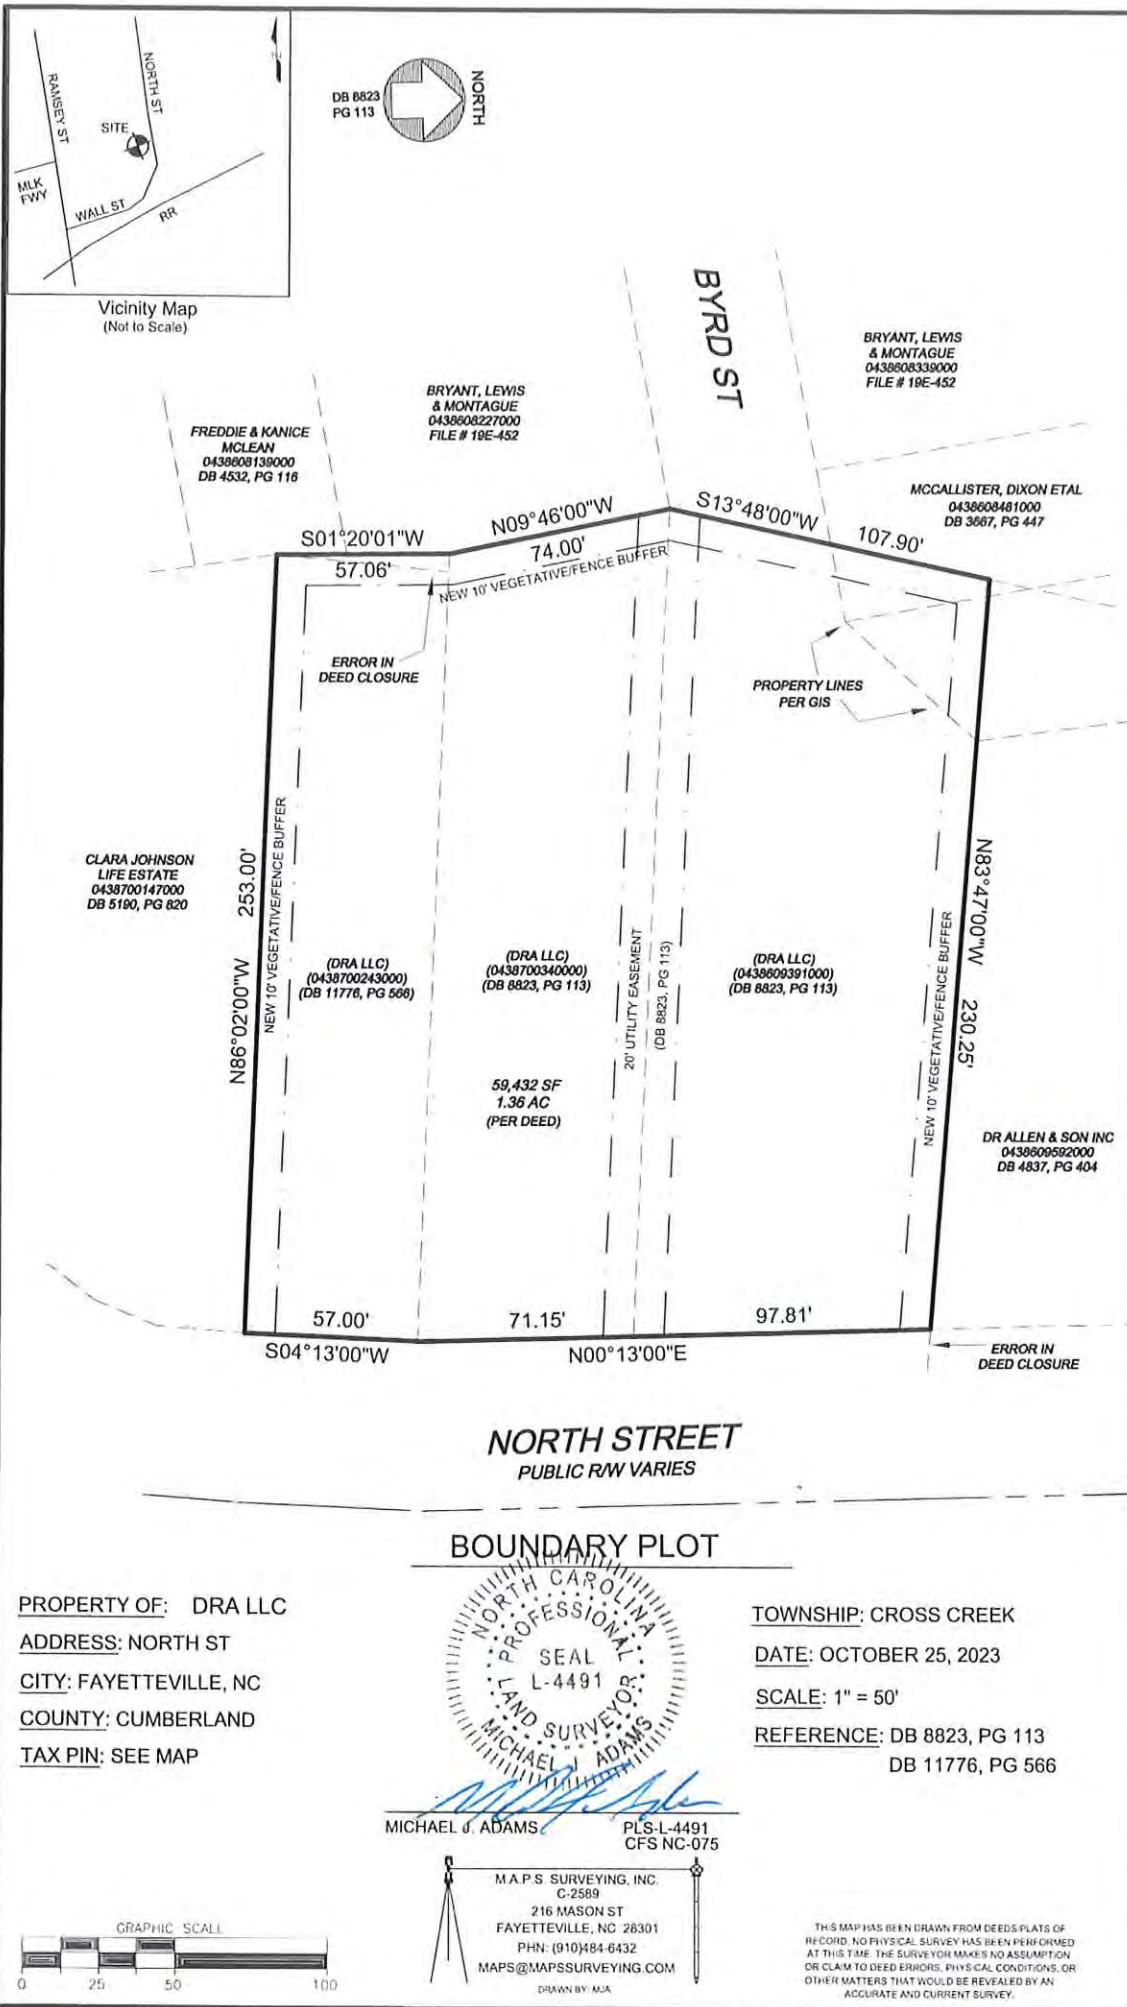 RAMSEY ST
NORTH ST
SITE
MLK
FWY
WALL ST
RR
Vicinity Map
(Not to Scale)
DB 8823
PG 113
NORTH
BYRD ST
BRYANT, LEWIS
& MONTAGUE
0438608339000
FILE # 19E-452
BRYANT, LEWIS
& MONTAGUE
0438608227000
FILE # 19E-452
FREDDIE & KANICE
MCLEAN
0438608139000
DB 4532, PG 116
MCCALLISTER, DIXON ETAL
0438608481000
DB 3667, PG 447
S01°20'01"W
57.06'
N09°46'00"W
74.00'
S13°48'00"W
107.90'
NEW 10' VEGETATIVE/FENCE BUFFER
ERROR IN
DEED CLOSURE
PROPERTY LINES
PER GIS
CLARA JOHNSON
LIFE ESTATE
0438700147000
DB 5190, PG 820
N86°02'00"W 253.00'
NEW 10' VEGETATIVE/FENCE BUFFER
(DRA LLC)
(0438700243000)
(DB 11776, PG 566)
(DRA LLC)
(0438700340000)
(DB 8823, PG 113)
20' UTILITY EASEMENT
(DB 8823, PG 113)
(DRA LLC)
(0438609391000)
(DB 8823, PG 113)
NEW 10' VEGETATIVE/FENCE BUFFER
N83°47'00"W 230.25'
59,432 SF
1.36 AC
(PER DEED)
DR ALLEN & SON INC
0438609592000
DB 4837, PG 404
57.00'
71.15'
97.81'
S04°13'00"W
N00°13'00"E
ERROR IN
DEED CLOSURE
NORTH STREET
PUBLIC R/W VARIES
BOUNDARY PLOT
PROPERTY OF: DRA LLC
ADDRESS: NORTH ST
CITY: FAYETTEVILLE, NC
COUNTY: CUMBERLAND
TAX PIN: SEE MAP
NORTH CAROLINA
PROFESSIONAL
SEAL
L-4491
LAND SURVEYOR
MICHAEL J ADAMS
TOWNSHIP: CROSS CREEK
DATE: OCTOBER 25, 2023
SCALE: 1" = 50'
REFERENCE: DB 8823, PG 113
DB 11776, PG 566
MICHAEL J. ADAMS PLS-L-4491
CFS NC-075
M.A.P.S. SURVEYING, INC.
C-2589
216 MASON ST
FAYETTEVILLE, NC 28301
PHN: (910)484-6432
MAPS@MAPSSURVEYING.COM
DRAWN BY: MJA
GRAPHIC SCALE
0 25 50 100
THIS MAP HAS BEEN DRAWN FROM DEEDS/PLATS OF
RECORD. NO PHYSICAL SURVEY HAS BEEN PERFORMED
AT THIS TIME. THE SURVEYOR MAKES NO ASSUMPTION
OR CLAIM TO DEED ERRORS, PHYSICAL CONDITIONS, OR
OTHER MATTERS THAT WOULD BE REVEALED BY AN
ACCURATE AND CURRENT SURVEY.